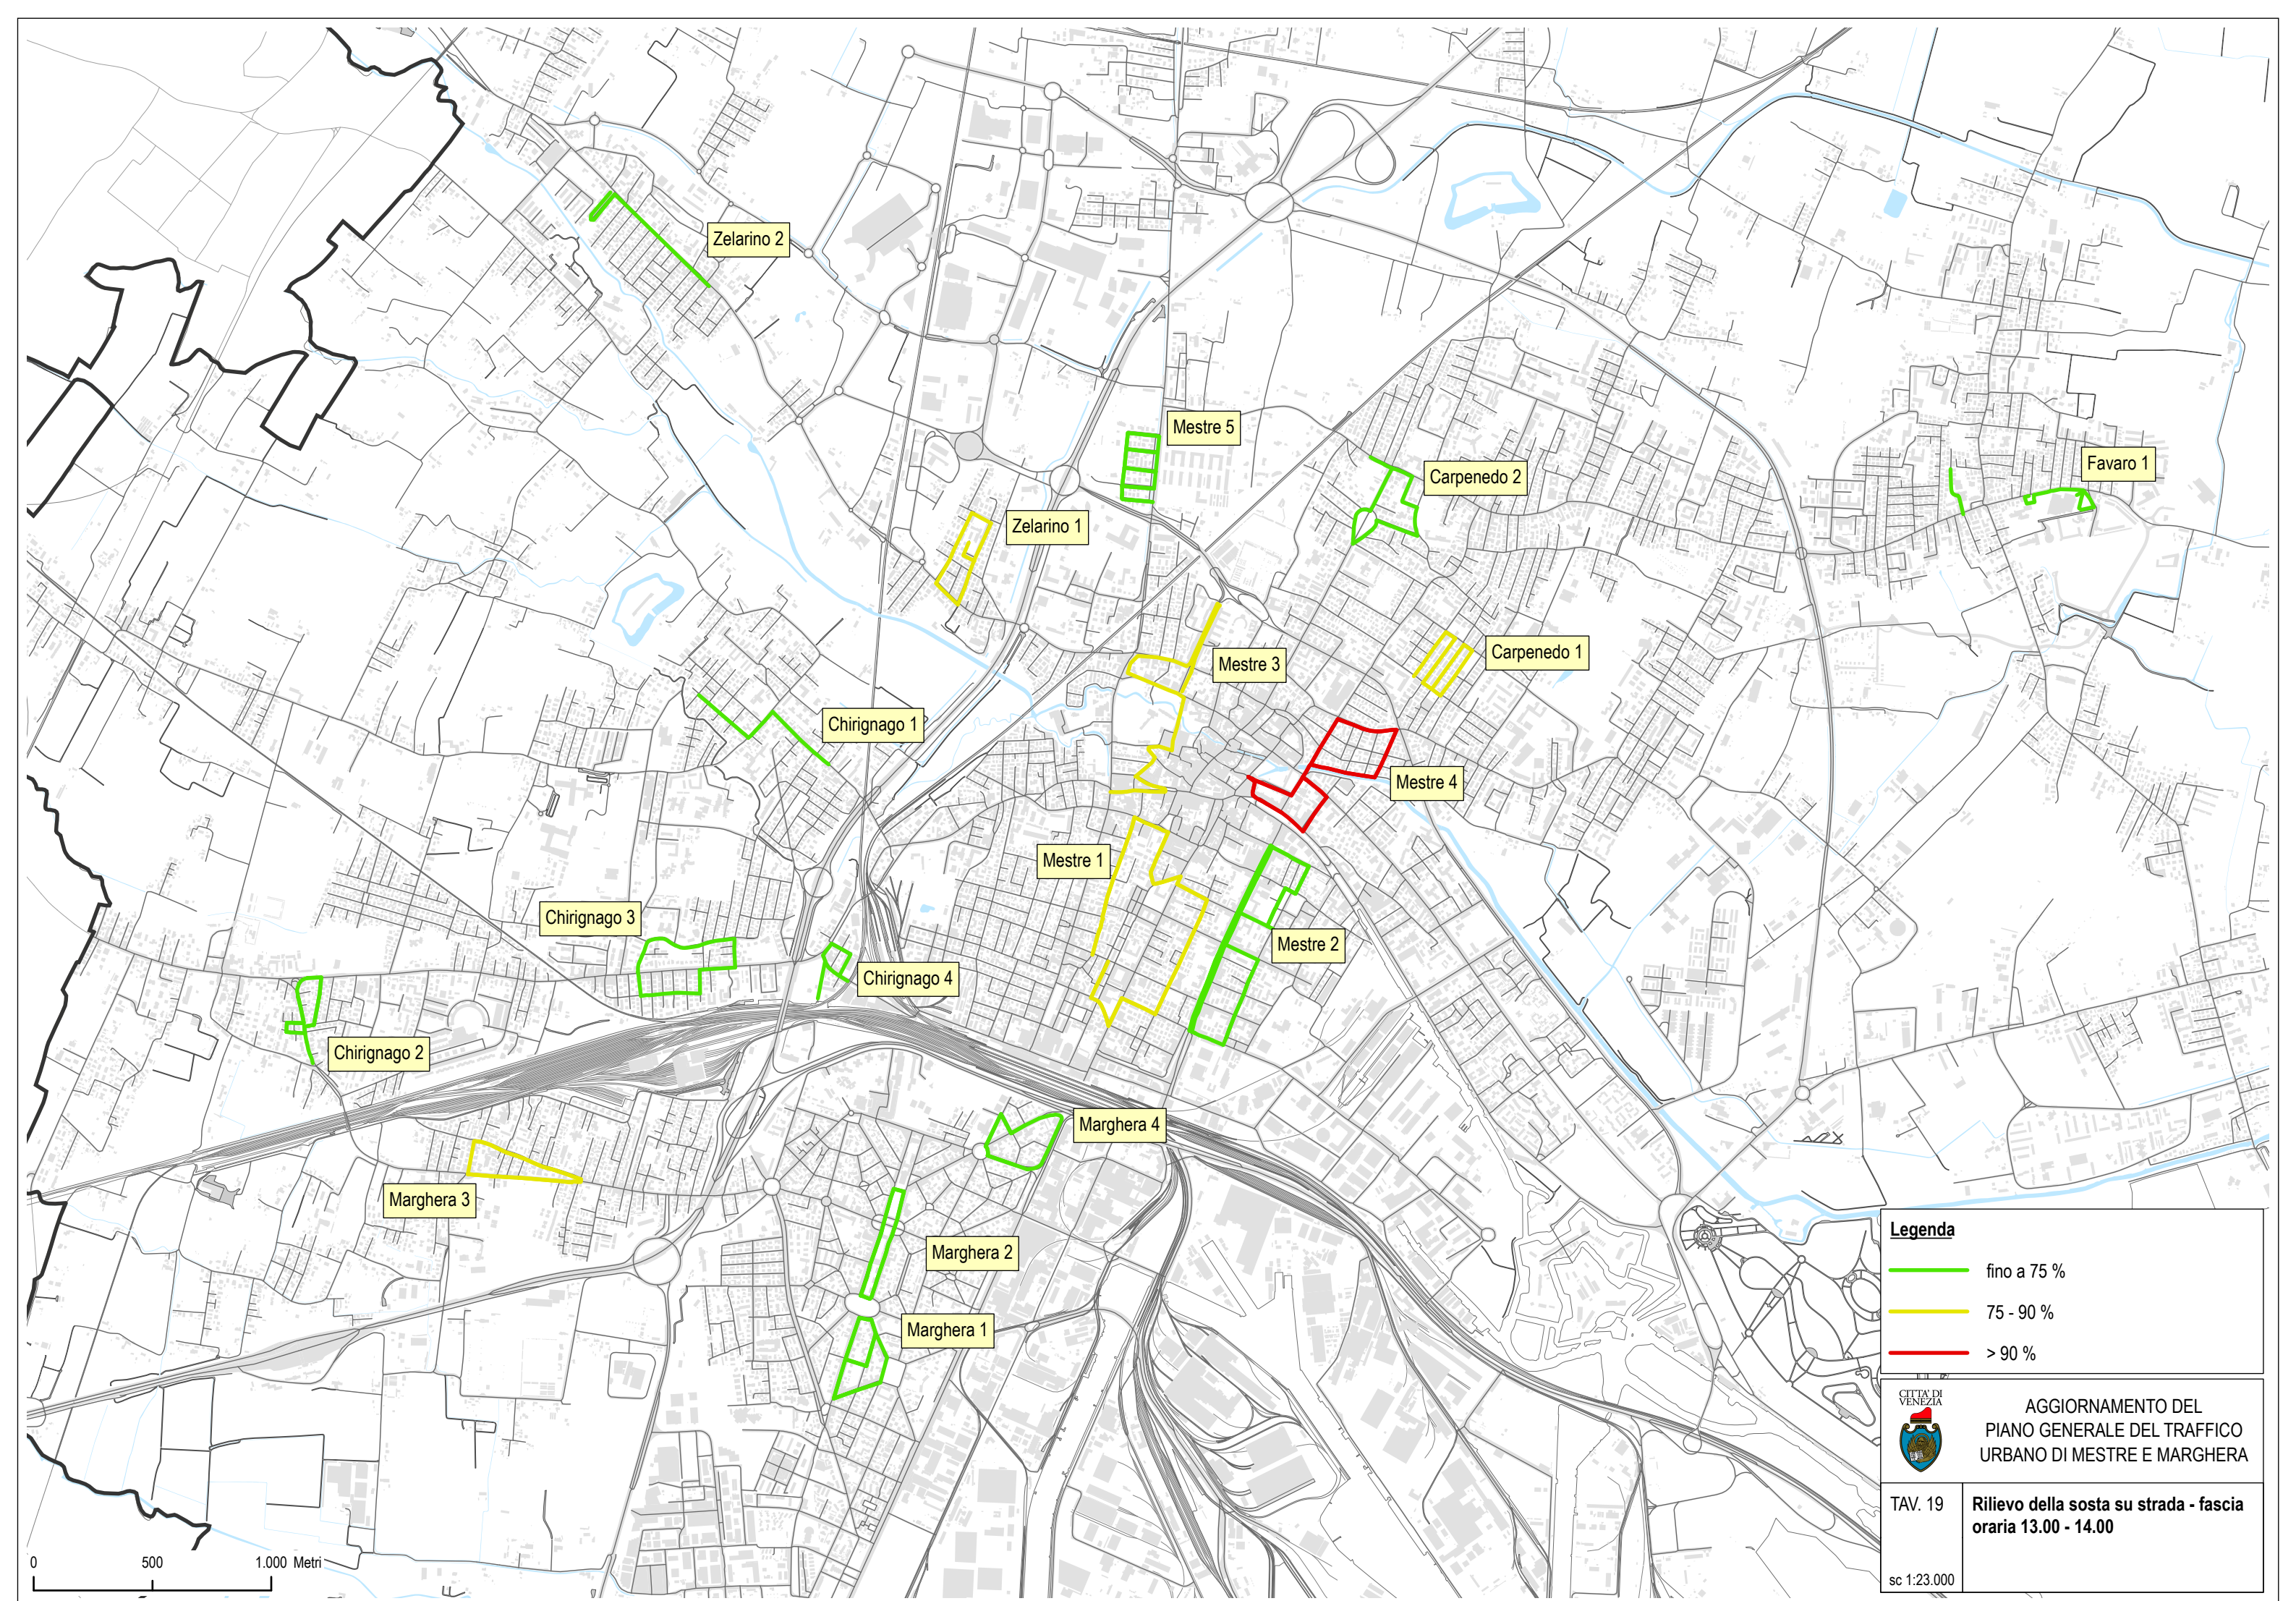 Zelarino 2
Mestre 5
Carpenedo 2
Favaro 1
Zelarino 1
Mestre 3
Carpenedo 1
Chirignago 1
Mestre 4
Mestre 1
Chirignago 3
Mestre 2
Chirignago 4
Chirignago 2
Marghera 4
Marghera 3
Marghera 2
Marghera 1
Legenda
fino a 75 %
75 - 90 %
> 90 %
CITTA' DI
VENEZIA
AGGIORNAMENTO DEL
PIANO GENERALE DEL TRAFFICO
URBANO DI MESTRE E MARGHERA
TAV. 19
Rilievo della sosta su strada - fascia
oraria 13.00 - 14.00
sc 1:23.000
0 500 1.000 Metri